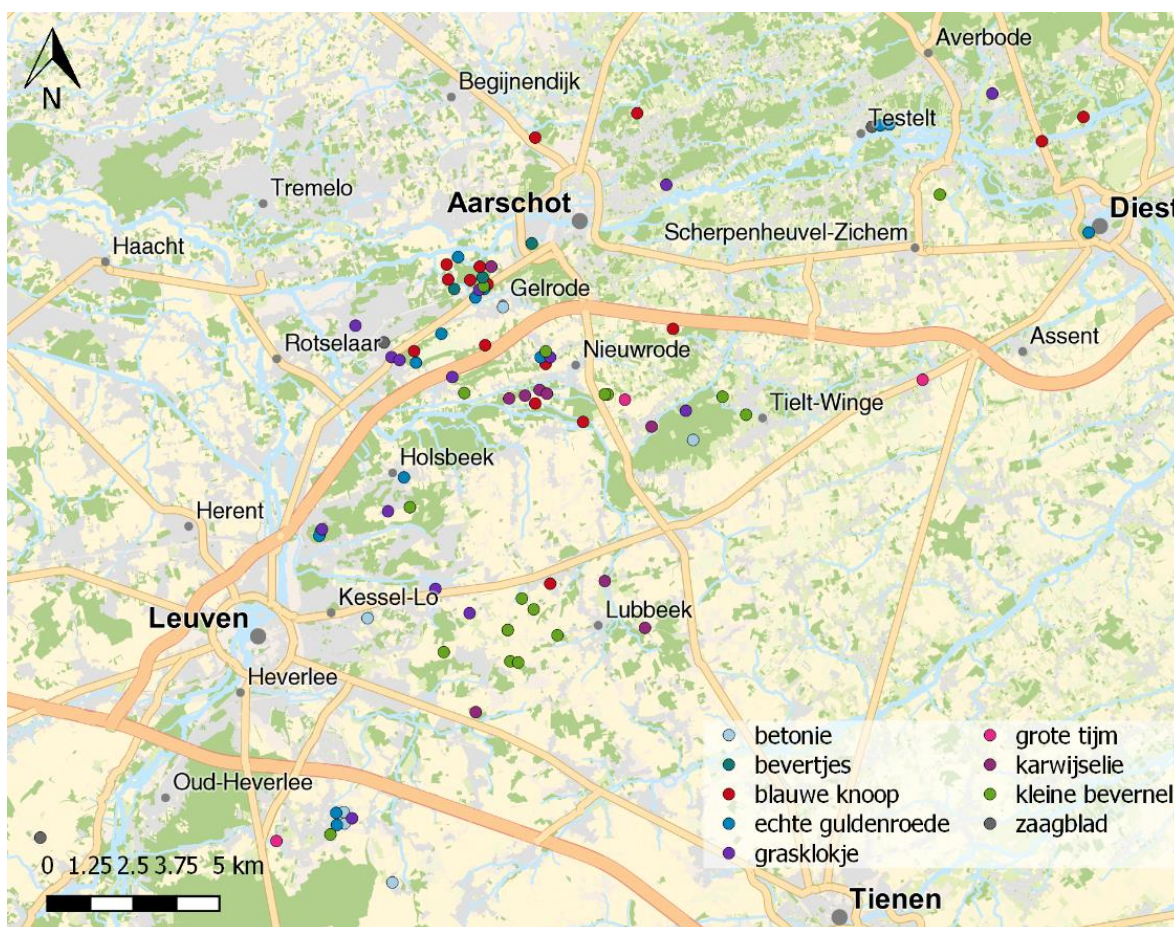 Averbode
Begijnendijk
N
Testelt
Tremelo
Aarschot
Diest
Scherpenheuvel-Zichem
Haacht
Gelrode
Rotselaar
Nieuwrode
Assent
Tielt-Winge
Holsbeek
Herent
Kessel-Lo
Lubbeek
Leuven
Heverlee
Oud-Heverlee
betonie
bevertjes
blauwe knoop
echte guldenroede
grasklokje
grote tijm
karwijselie
kleine bevernel
zaagblad
0 1.25 2.5 3.75 5 km
Tienen